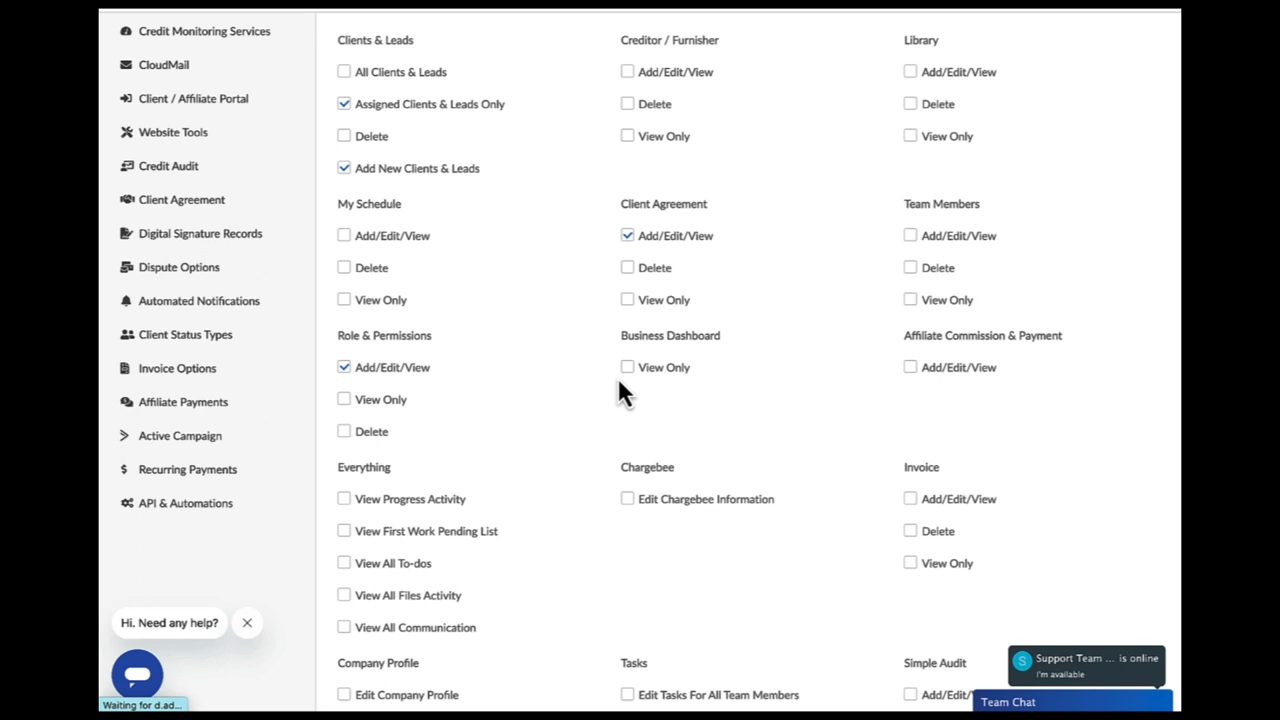 Credit Monitoring Services
CloudMail
Client / Affiliate Portal
Website Tools
Credit Audit
Client Agreement
Digital Signature Records
Dispute Options
Automated Notifications
Client Status Types
Invoice Options
Affiliate Payments
Active Campaign
Recurring Payments
API & Automations
Hi. Need any help?
Waiting for d.ad...
Clients & Leads
All Clients & Leads
Assigned Clients & Leads Only
Delete
Add New Clients & Leads
Creditor / Furnisher
Add/Edit/View
Delete
View Only
Library
Add/Edit/View
Delete
View Only
My Schedule
Add/Edit/View
Delete
View Only
Client Agreement
Add/Edit/View
Delete
View Only
Team Members
Add/Edit/View
Delete
View Only
Role & Permissions
Add/Edit/View
View Only
Delete
Business Dashboard
View Only
Affiliate Commission & Payment
Add/Edit/View
Everything
View Progress Activity
View First Work Pending List
View All To-dos
View All Files Activity
View All Communication
Chargebee
Edit Chargebee Information
Invoice
Add/Edit/View
Delete
View Only
Company Profile
Edit Company Profile
Tasks
Edit Tasks For All Team Members
Simple Audit
Add/Edit/
S
Support Team ... is online
I'm available
Team Chat